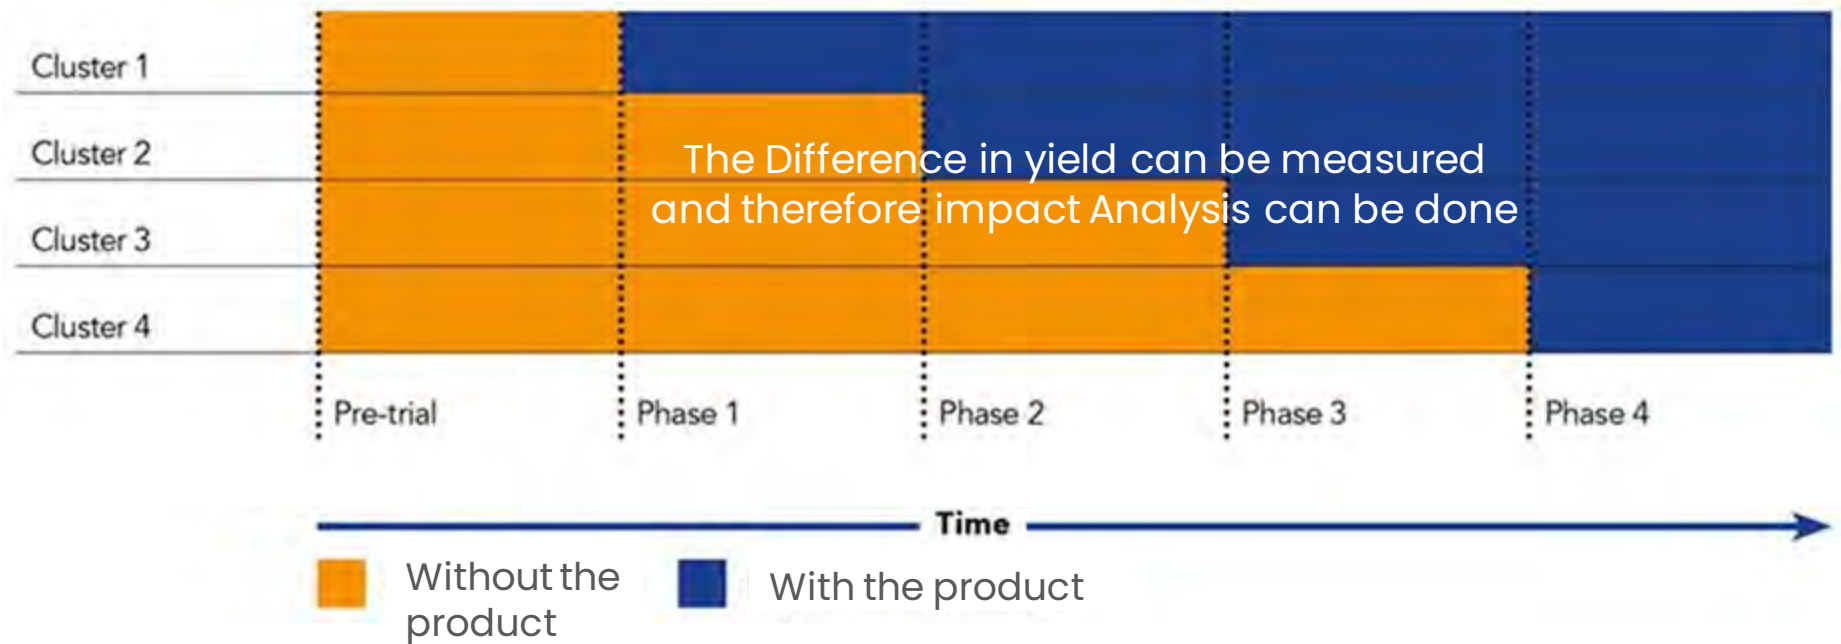 Cluster 1
Cluster 2
The Difference in yield can be measured
and therefore impact Analysis can be done
Cluster 3
Cluster 4
Pre-trial
Phase 1
Phase 2
Phase 3
Phase 4
Time
Without the
product
With the product